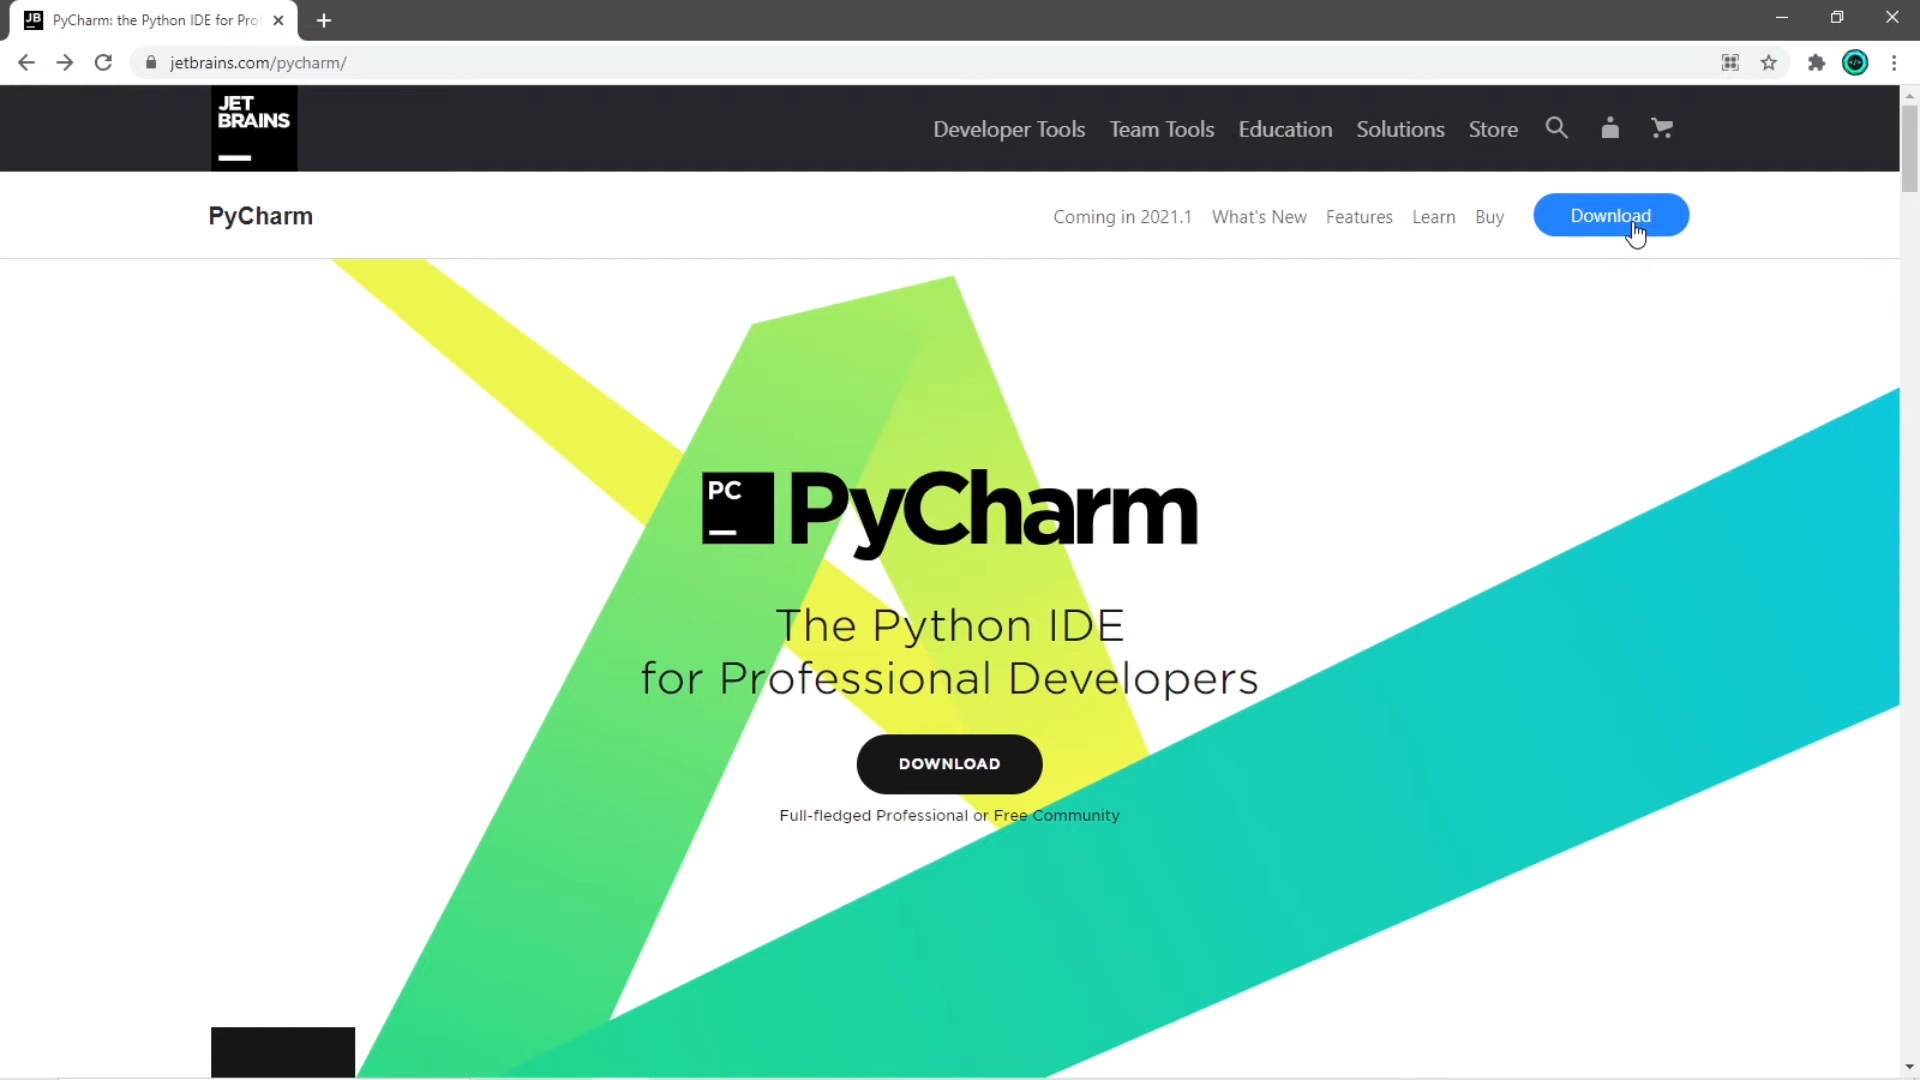 JB PyCharm: the Python IDE for Pro
jetbrains.com/pycharm/
JET
BRAINS
Developer Tools Team Tools Education Solutions Store
PyCharm
Coming in 2021.1 What's New Features Learn Buy Download
PC PyCharm
The Python IDE
for Professional Developers
DOWNLOAD
Full-fledged Professional or Free Community